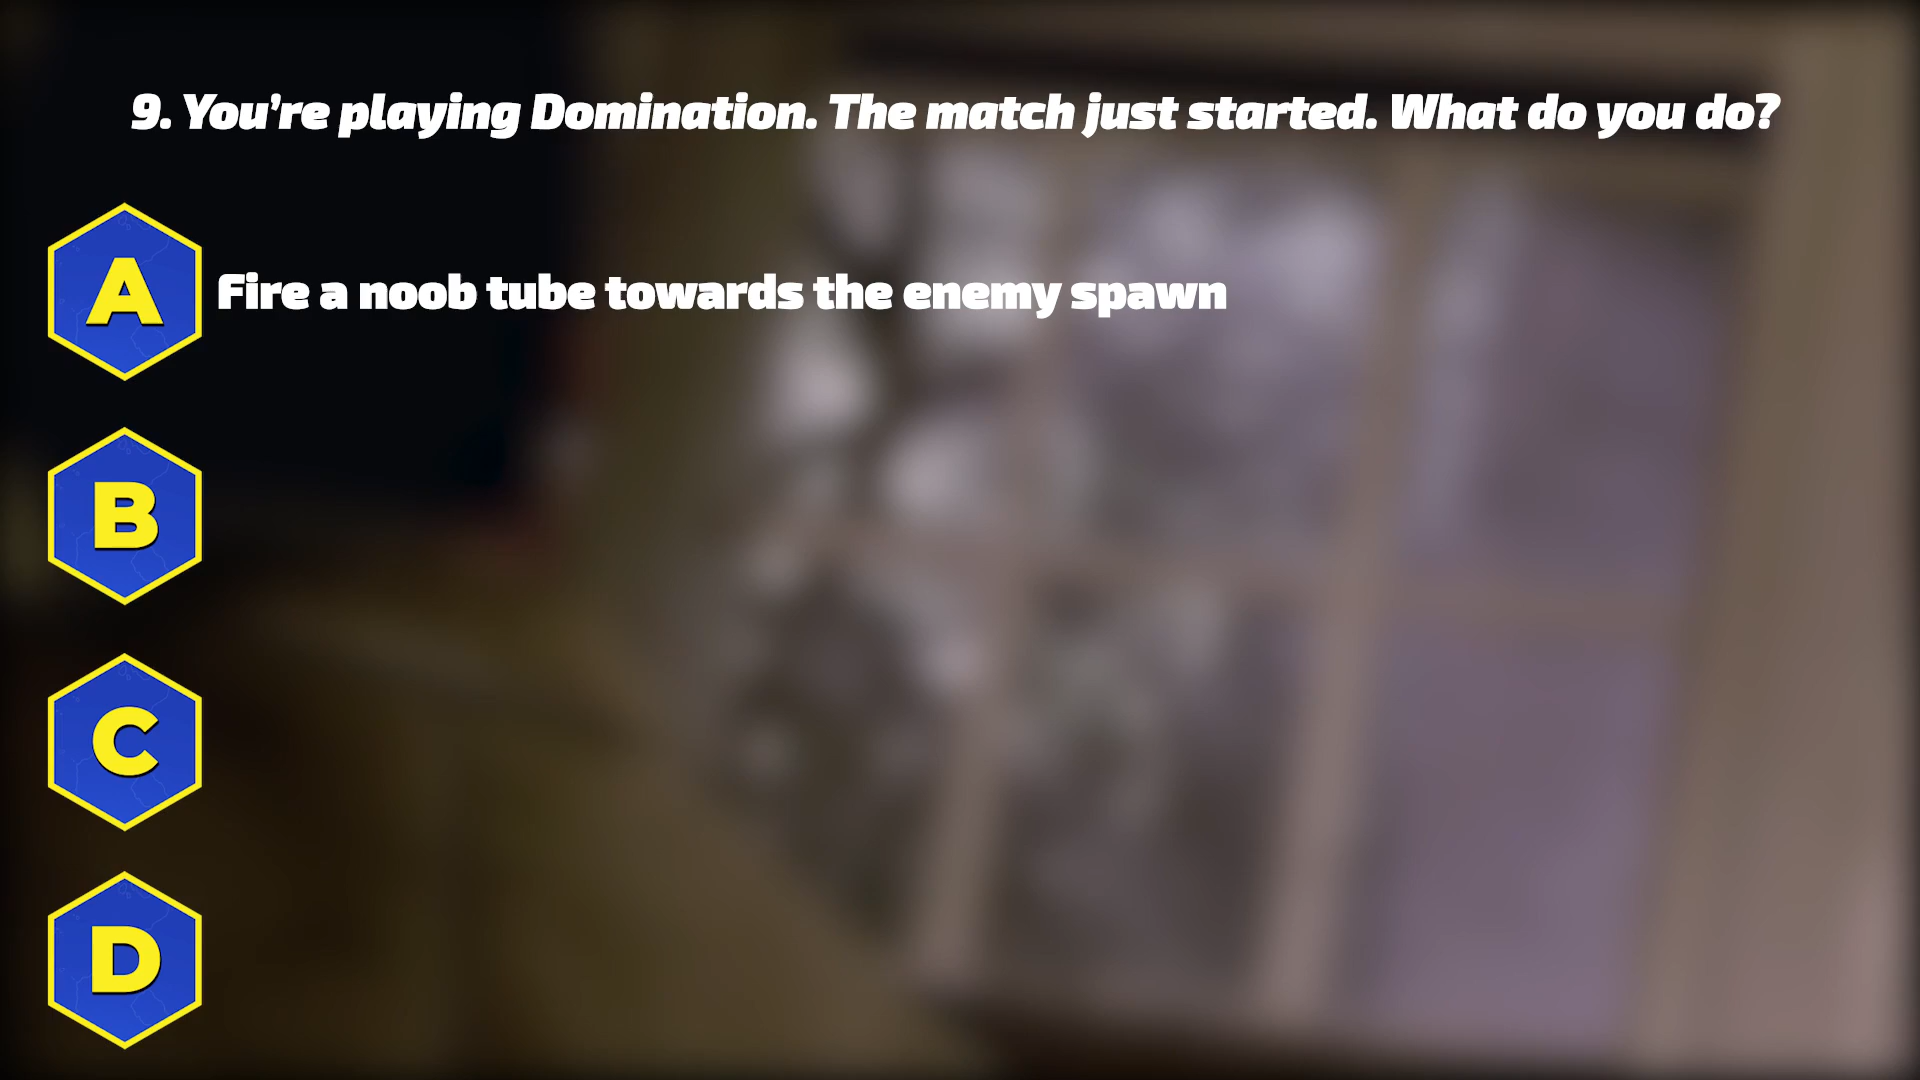 9. You're playing Domination. The match just started. What do you do?
A
Fire a noob tube towards the enemy spawn
B
C
D